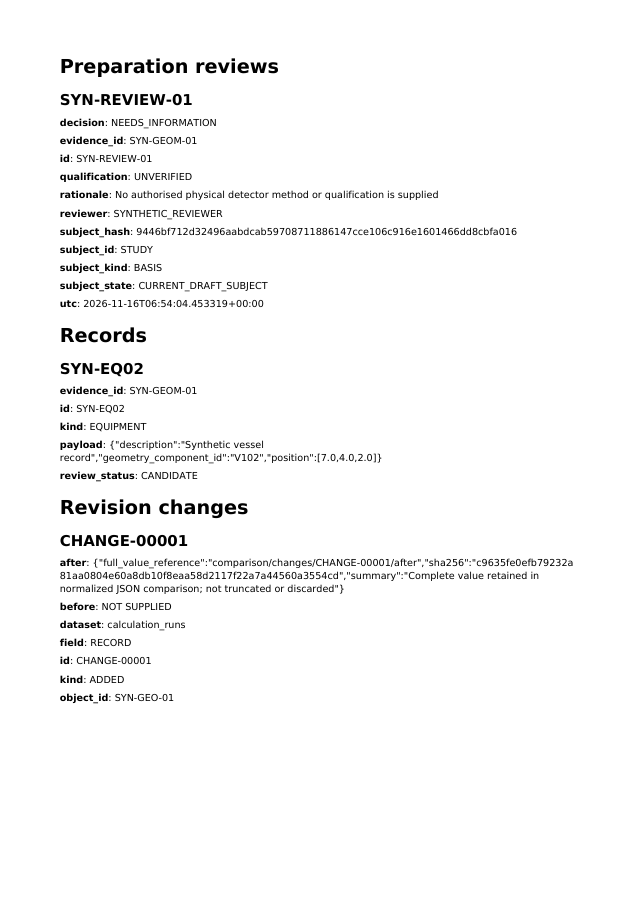 Preparation reviews
SYN-REVIEW-01
decision: NEEDS_INFORMATION
evidence_id: SYN-GEOM-01
id: SYN-REVIEW-01
qualification: UNVERIFIED
rationale: No authorised physical detector method or qualification is supplied
reviewer: SYNTHETIC_REVIEWER
subject_hash: 9446bf712d32496aabdcab59708711886147cce106c916e1601466dd8cbfa016
subject_id: STUDY
subject_kind: BASIS
subject_state: CURRENT_DRAFT_SUBJECT
utc: 2026-11-16T06:54:04.453319+00:00
Records
SYN-EQ02
evidence_id: SYN-GEOM-01
id: SYN-EQ02
kind: EQUIPMENT
payload: {"description":"Synthetic vessel
record","geometry_component_id":"V102","position":[7.0,4.0,2.0]}
review_status: CANDIDATE
Revision changes
CHANGE-00001
after: {"full_value_reference":"comparison/changes/CHANGE-00001/after","sha256":"c9635fe0efb79232a
81aa0804e60a8db10f8eaa58d2117f22a7a44560a3554cd","summary":"Complete value retained in
normalized JSON comparison; not truncated or discarded"}
before: NOT SUPPLIED
dataset: calculation_runs
field: RECORD
id: CHANGE-00001
kind: ADDED
object_id: SYN-GEO-01